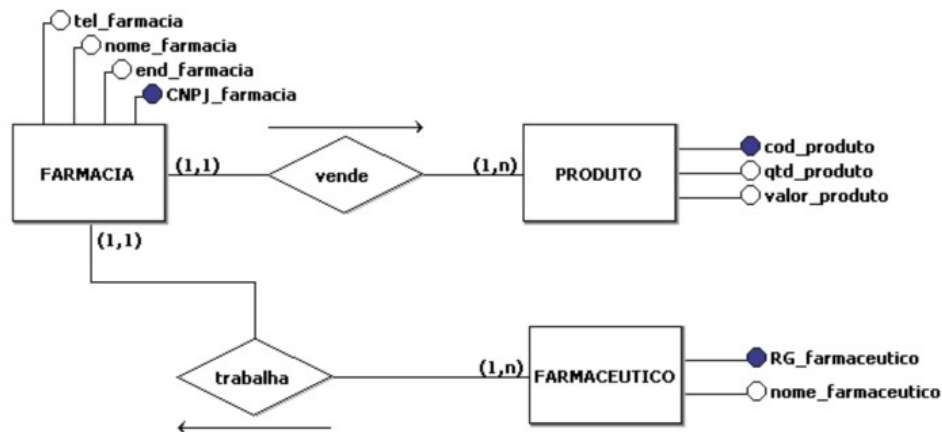 tel_farmacia
nome_farmacia
end_farmacia
CNPJ_farmacia
FARMACIA
(1,1)
vende
(1,n)
PRODUTO
cod_produto
qtd_produto
valor_produto
(1,1)
trabalha
(1,n)
FARMACEUTICO
RG_farmaceutico
nome_farmaceutico